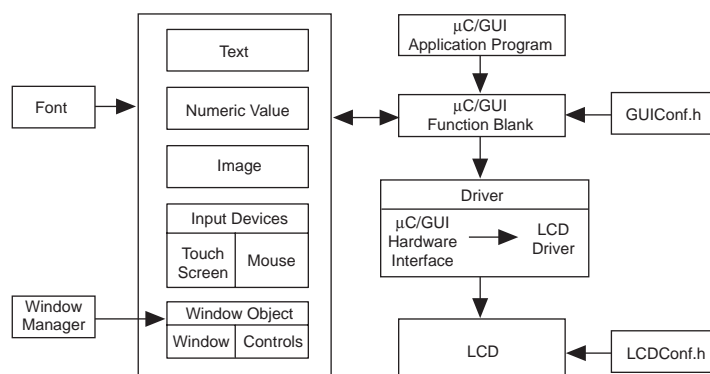 Font
Window
Manager
Text
Numeric Value
Image
Input Devices
Touch
Screen
Mouse
Window Object
Window
Controls
μC/GUI
Application Program
μC/GUI
Function Blank
GUIConf.h
Driver
μC/GUI
Hardware
Interface
LCD
Driver
LCD
LCDConf.h